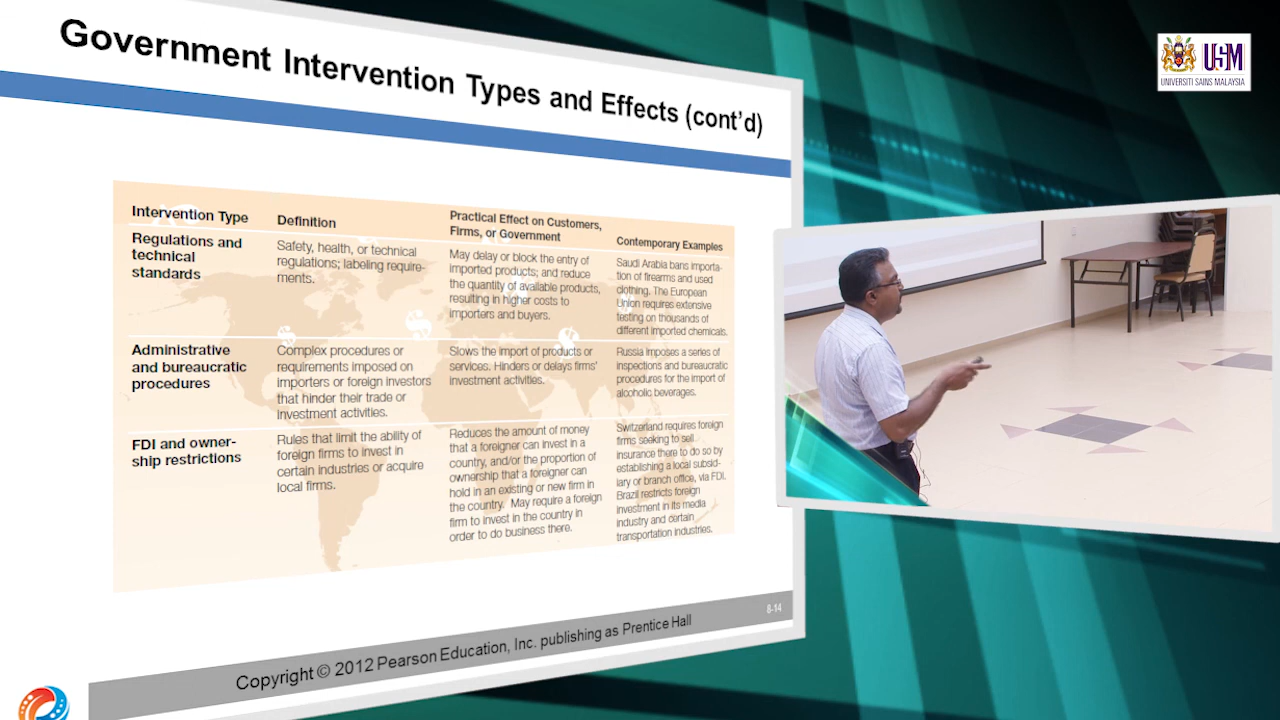 Government Intervention Types and Effects (cont'd)
USM
UNIVERSITI SAINS MALAYSIA
Intervention Type
Definition
Practical Effect on Customers,
Firms, or Government
Contemporary Examples
Regulations and
technical
standards
Safety, health, or technical
regulations; labeling require-
ments.
May delay or block the entry of
imported products; and reduce
the quantity of available products,
resulting in higher costs to
importers and buyers.
Saudi Arabia bans importa-
tion of firearms and used
clothing. The European
Union requires extensive
testing on thousands of
different imported chemicals.
Administrative
and bureaucratic
procedures
Complex procedures or
requirements imposed on
importers or foreign investors
that hinder their trade or
investment activities.
Slows the import of products or
services. Hinders or delays firms'
investment activities.
Russia imposes a series of
inspections and bureaucratic
procedures for the import of
alcoholic beverages.
FDI and owner-
ship restrictions
Rules that limit the ability of
foreign firms to invest in
certain industries or acquire
local firms.
Reduces the amount of money
that a foreigner can invest in a
country, and/or the proportion of
ownership that a foreigner can
hold in an existing or new firm in
the country. May require a foreign
firm to invest in the country in
order to do business there.
Switzerland requires foreign
firms seeking to sell
insurance there to do so by
establishing a local subsid-
iary or branch office, via FDI.
Brazil restricts foreign
investment in its media
industry and certain
transportation industries.
8-14
Copyright © 2012 Pearson Education, Inc. publishing as Prentice Hall